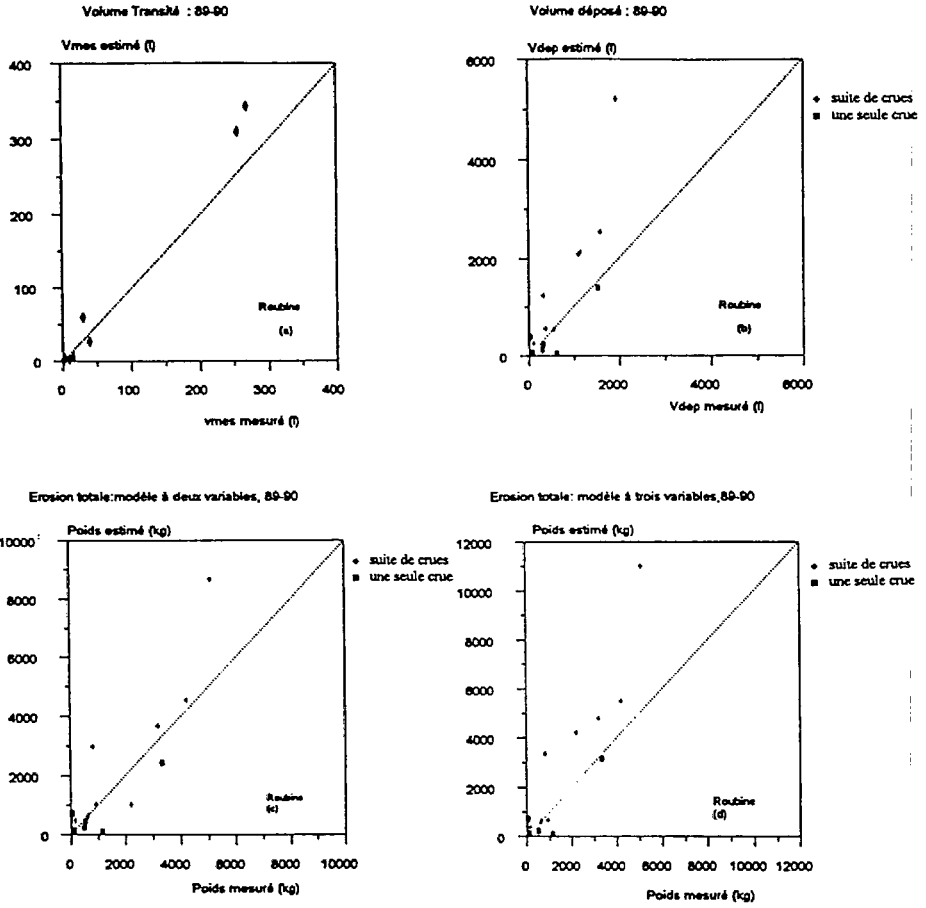 Volume Transité : 89-90
Vmes estimé (l)
400
300
200
100
0
Roubine
(a)
0 100 200 300 400
vmes mesuré (l)
Volume déposé : 89-90
Vdep estimé (l)
6000
4000
2000
0
suite de crues
une seule crue
Roubine
(b)
0 2000 4000 6000
Vdep mesuré (l)
Erosion totale:modèle à deux variables, 89-90
Poids estimé (kg)
10000
8000
6000
4000
2000
0
suite de crues
une seule crue
Roubine
(c)
0 2000 4000 6000 8000 10000
Poids mesuré (kg)
Erosion totale: modèle à trois variables,89-90
Poids estimé (kg)
12000
10000
8000
6000
4000
2000
0
suite de crues
une seule crue
Roubine
(d)
0 2000 4000 6000 8000 10000 12000
Poids mesuré (kg)